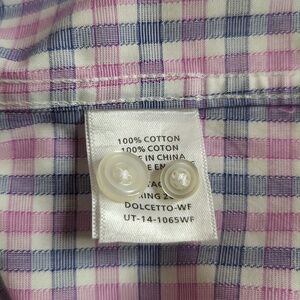 100% COTTON
100% COTON
IN CHINA
DOLCETTO-WF
UT-14-1065WF